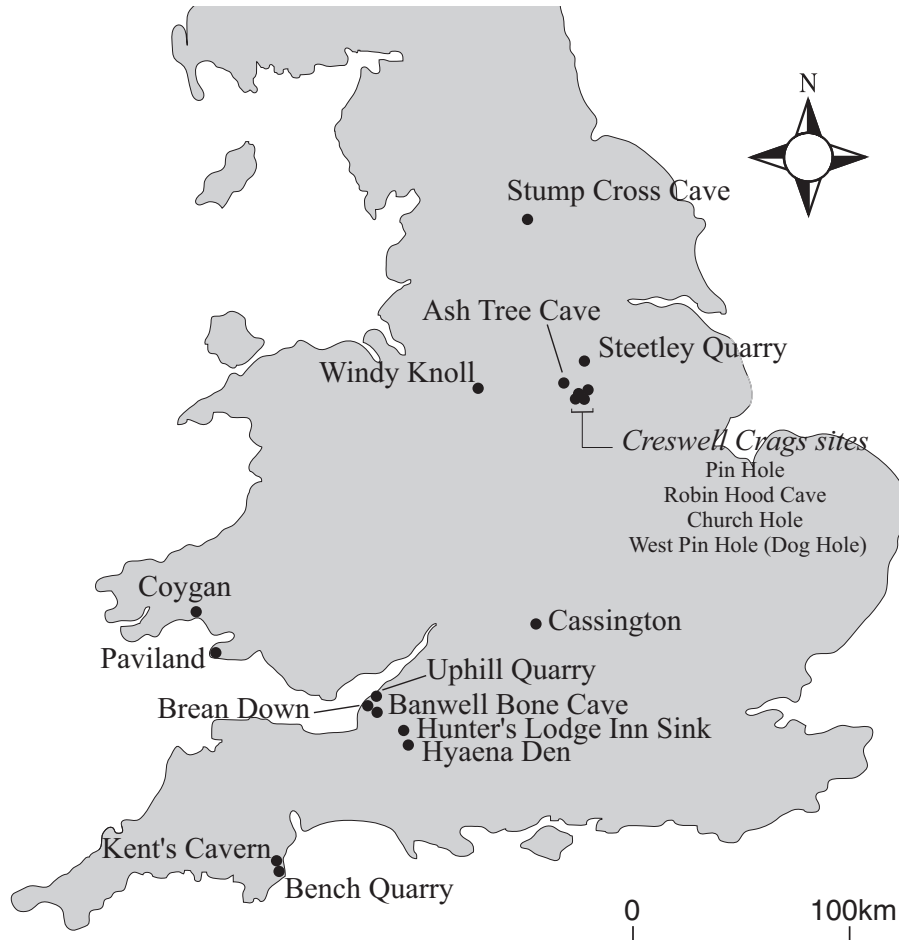 N
Stump Cross Cave
Ash Tree Cave
Steetley Quarry
Windy Knoll
Creswell Crags sites
Pin Hole
Robin Hood Cave
Church Hole
West Pin Hole (Dog Hole)
Coygan
Cassington
Paviland
Uphill Quarry
Brean Down
Banwell Bone Cave
Hunter's Lodge Inn Sink
Hyaena Den
Kent's Cavern
Bench Quarry
0 100km